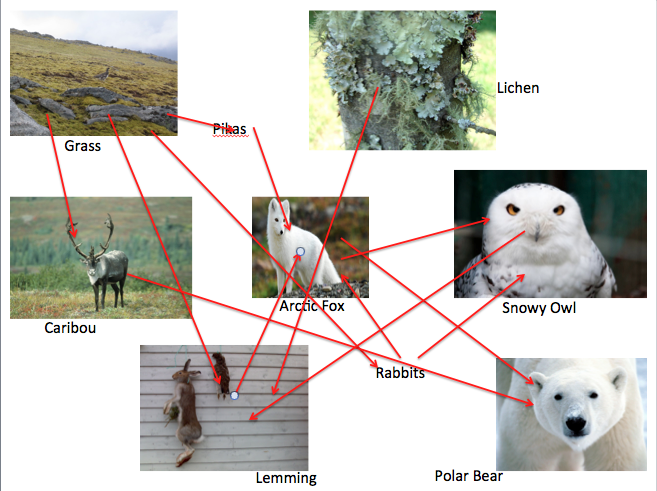 Lichen
Pikas
Grass
Arctic Fox
Snowy Owl
Caribou
Rabbits
Lemming
Polar Bear